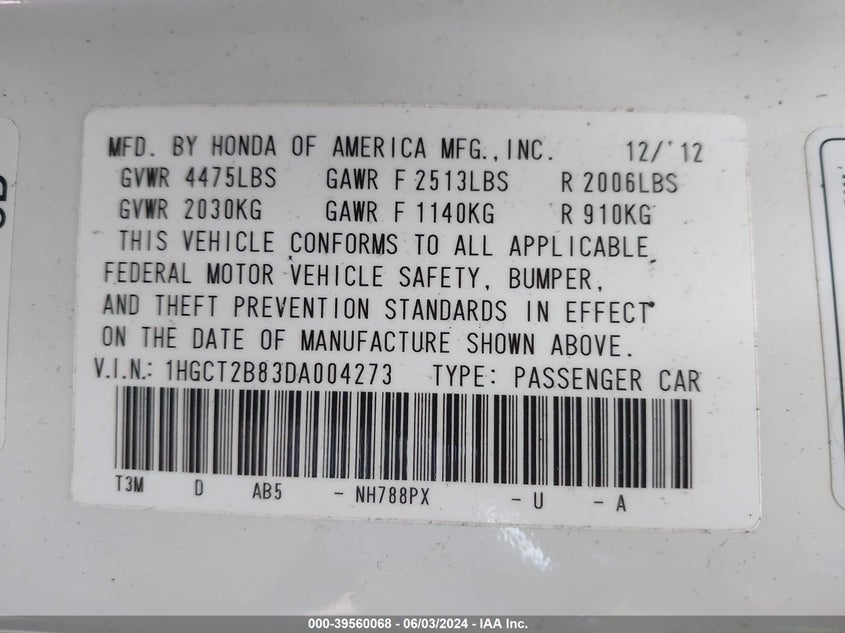 MFD. BY HONDA OF AMERICA MFG., INC. 12/'12
GVWR 4475LBS GAWR F 2513LBS R 2006LBS
GVWR 2030KG GAWR F 1140KG R 910KG
THIS VEHICLE CONFORMS TO ALL APPLICABLE
FEDERAL MOTOR VEHICLE SAFETY, BUMPER,
AND THEFT PREVENTION STANDARDS IN EFFECT
ON THE DATE OF MANUFACTURE SHOWN ABOVE.
V.I.N.: 1HGCT2B83DA004273 TYPE: PASSENGER CAR
T3M D AB5 - NH788PX - U - A
000-39560068 | 06/03/2024 | © IAA Inc.